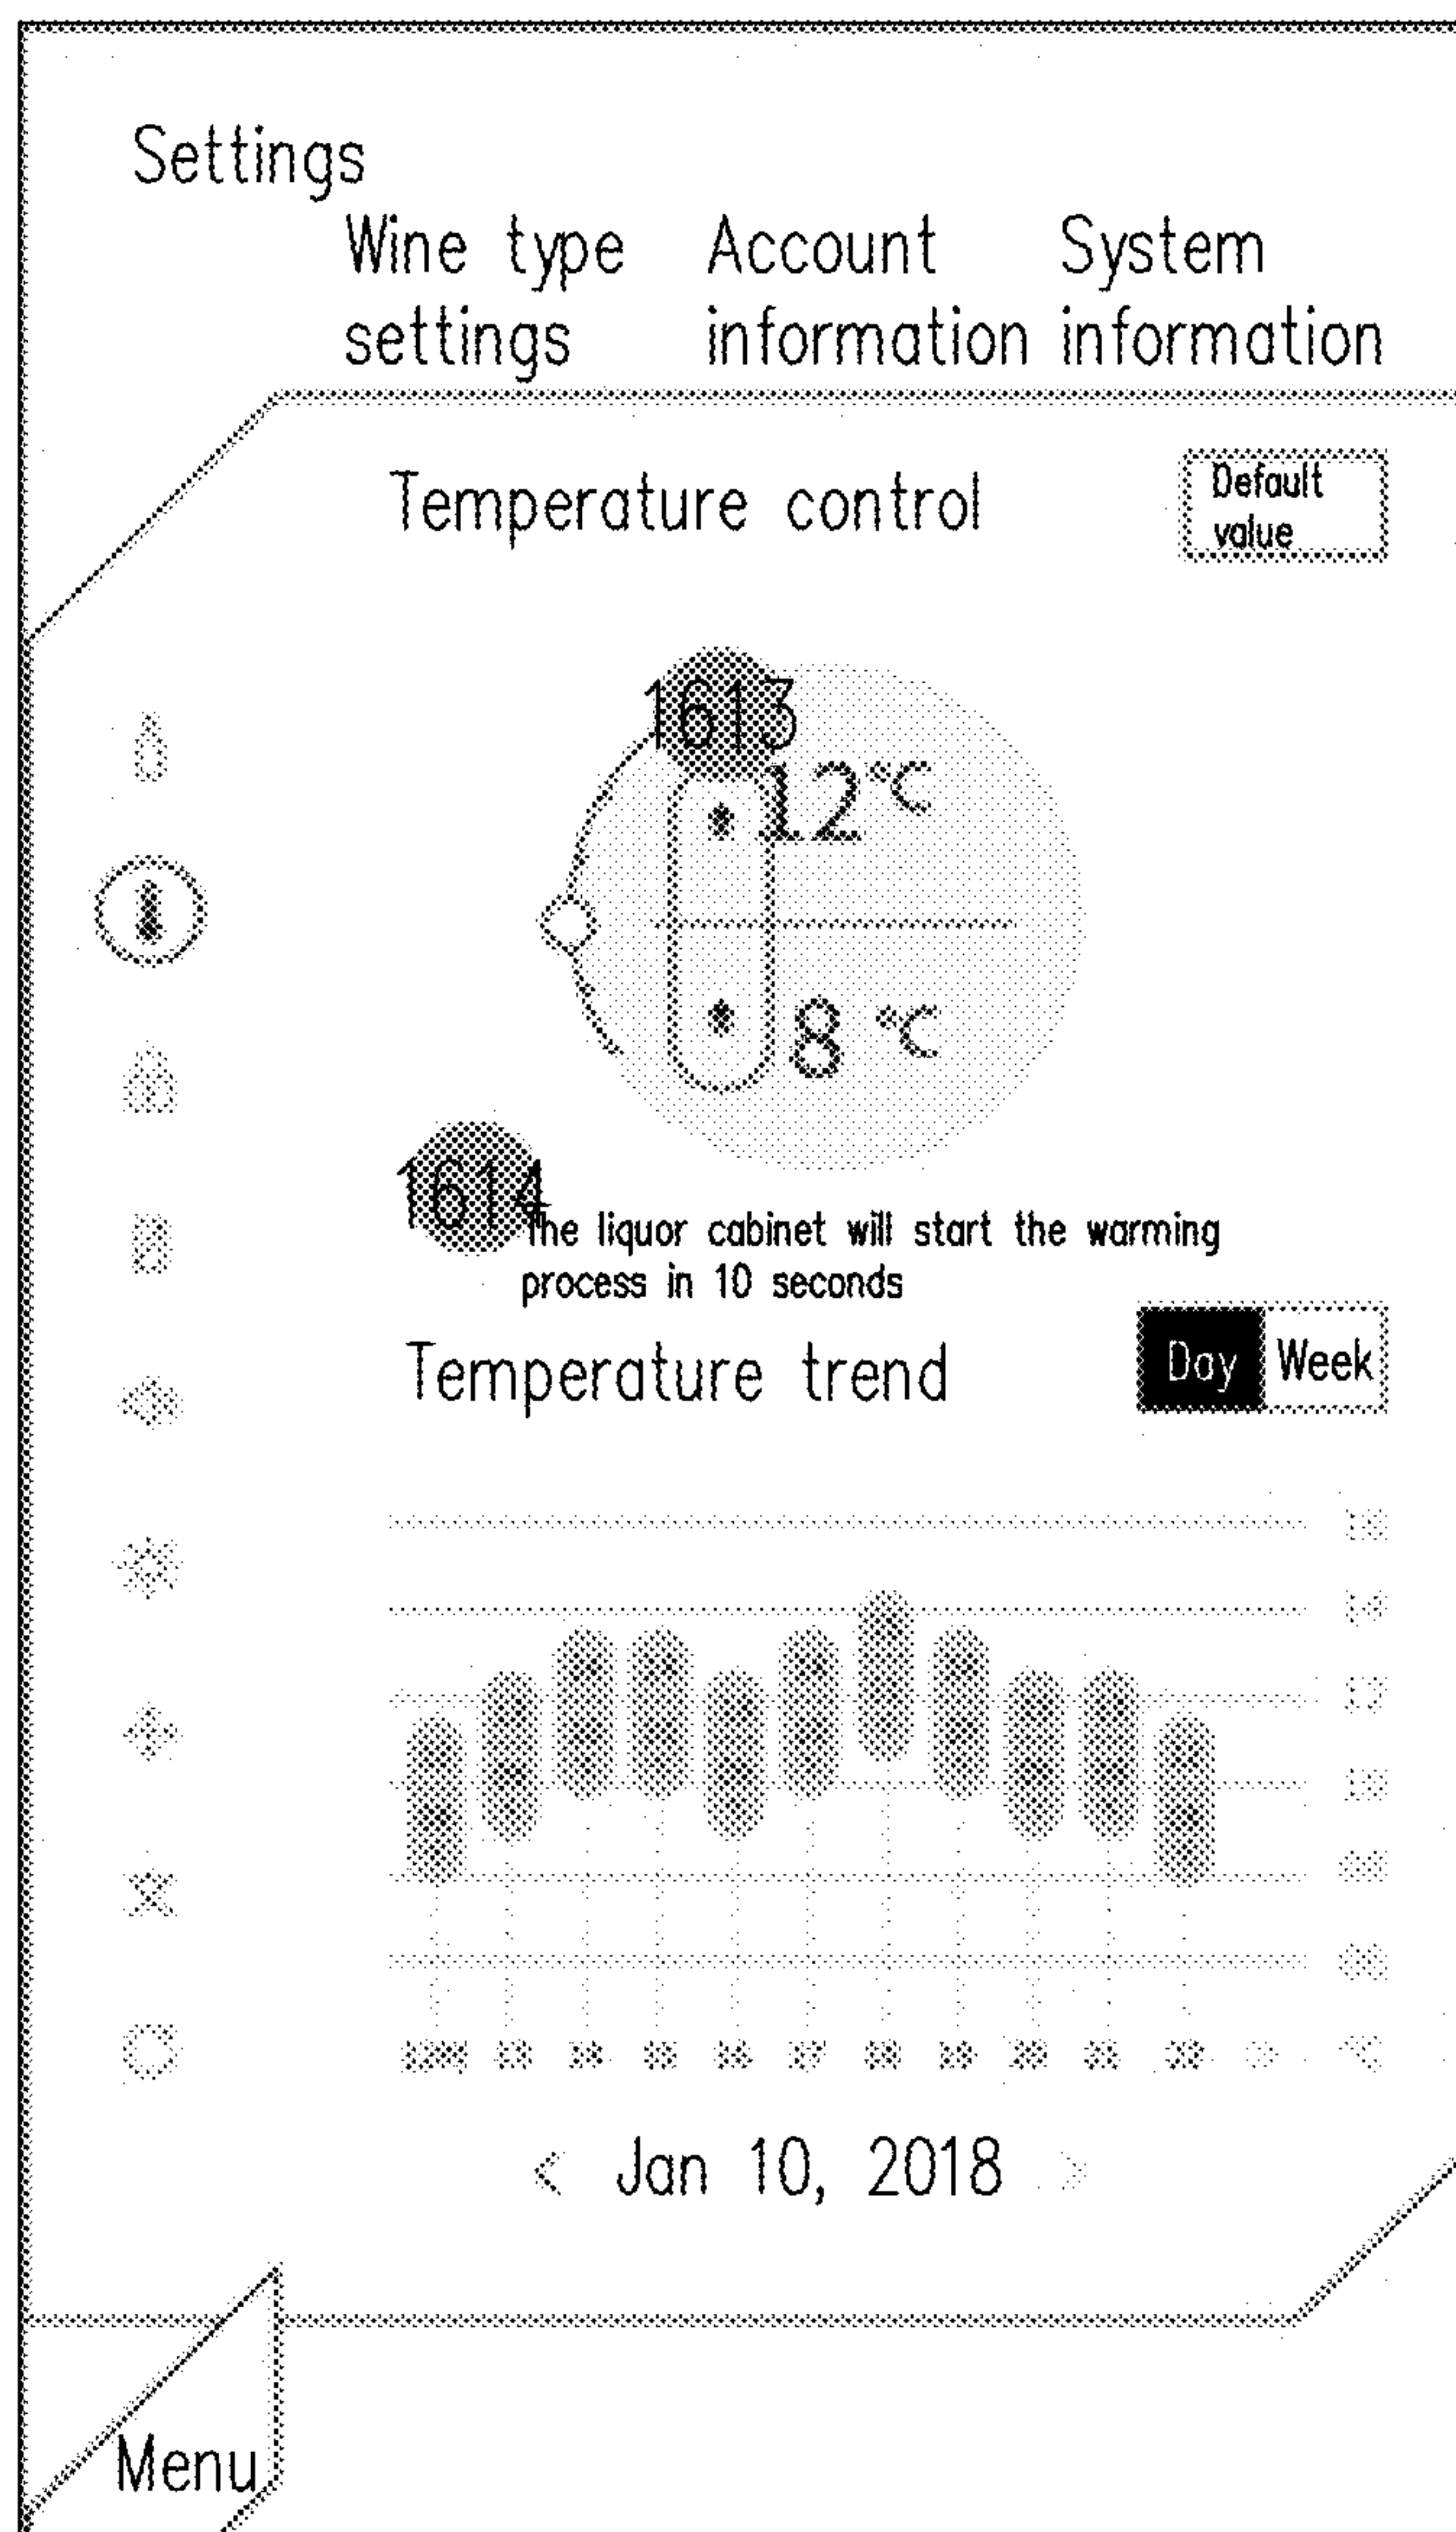 Settings
Wine type settings
Account information
System information
Temperature control
Default
value
1613
12℃
8 ℃
1614
The liquor cabinet will start the warming
process in 10 seconds
Temperature trend
Day Week
14
< Jan 10, 2018 >
Menu